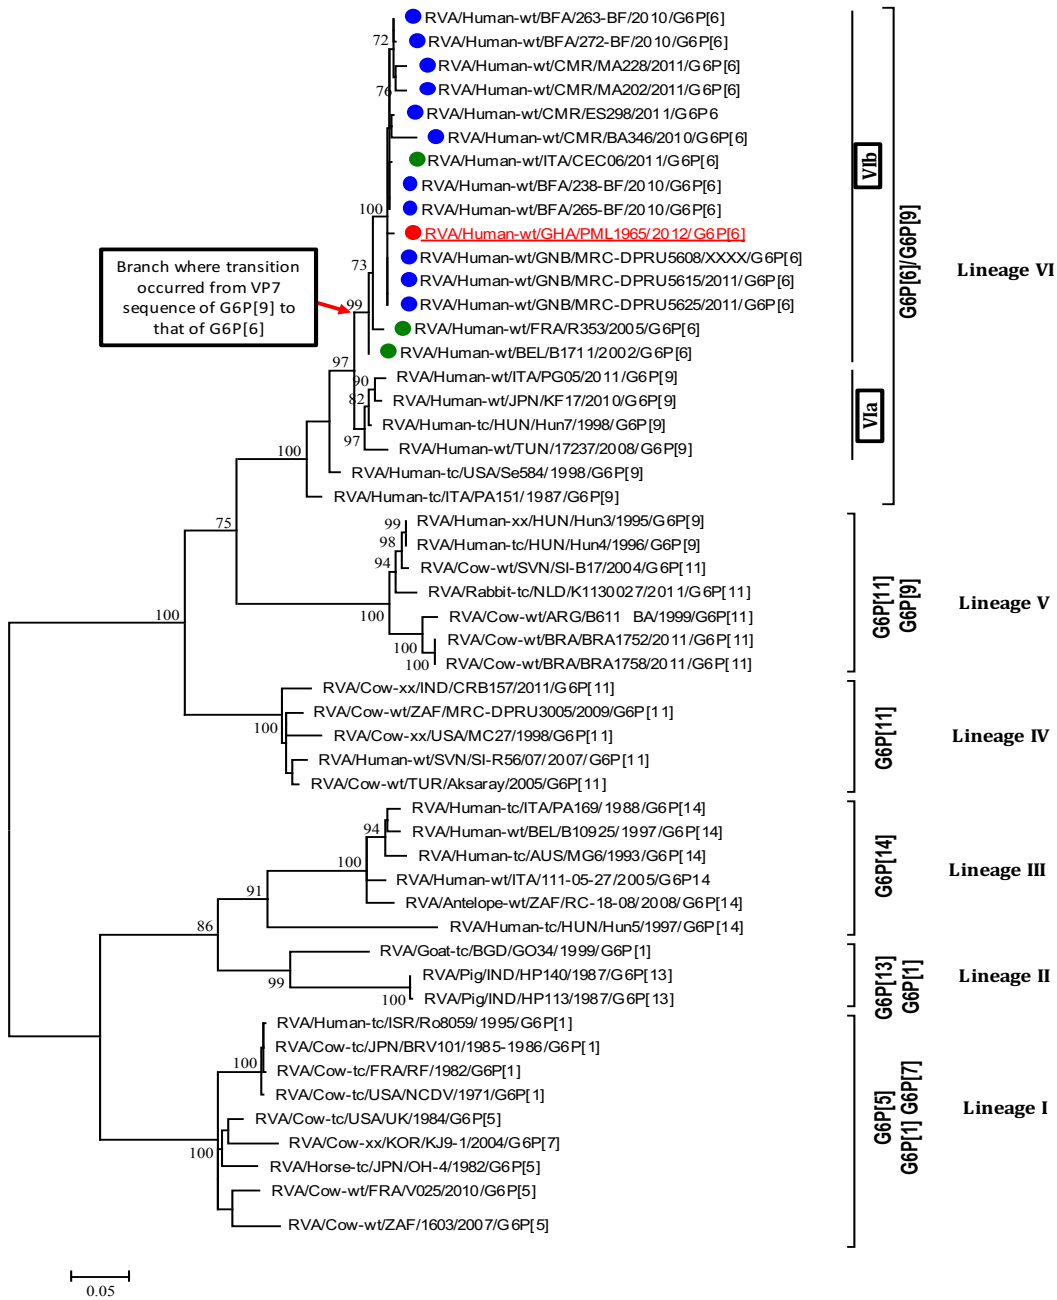 RVA/Human-wt/BFA/263-BF/2010/G6P[6]
72
RVA/Human-wt/BFA/272-BF/2010/G6P[6]
RVA/Human-wt/CMR/MA228/2011/G6P[6]
76
RVA/Human-wt/CMR/MA202/2011/G6P[6]
RVA/Human-wt/CMR/ES298/2011/G6P6
RVA/Human-wt/CMR/BA346/2010/G6P[6]
RVA/Human-wt/ITA/CEC06/2011/G6P[6]
RVA/Human-wt/BFA/238-BF/2010/G6P[6]
100
RVA/Human-wt/BFA/265-BF/2010/G6P[6]
RVA/Human-wt/GHA/PML1965/2012/G6P[6]
RVA/Human-wt/GNB/MRC-DPRU5608/XXXX/G6P[6]
73
RVA/Human-wt/GNB/MRC-DPRU5615/2011/G6P[6]
99
RVA/Human-wt/GNB/MRC-DPRU5625/2011/G6P[6]
RVA/Human-wt/FRA/R353/2005/G6P[6]
RVA/Human-wt/BEL/B1711/2002/G6P[6]
VIb
Branch where transition
occurred from VP7
sequence of G6P[9] to
that of G6P[6]
97
90
RVA/Human-wt/ITA/PG05/2011/G6P[9]
82
RVA/Human-wt/JPN/KF17/2010/G6P[9]
RVA/Human-tc/HUN/Hun7/1998/G6P[9]
97
RVA/Human-wt/TUN/17237/2008/G6P[9]
VIa
100
RVA/Human-tc/USA/Se584/1998/G6P[9]
RVA/Human-tc/ITA/PA151/1987/G6P[9]
G6P[6]/G6P[9]
Lineage VI
75
99
RVA/Human-xx/HUN/Hun3/1995/G6P[9]
98
RVA/Human-tc/HUN/Hun4/1996/G6P[9]
94
RVA/Cow-wt/SVN/SI-B17/2004/G6P[11]
RVA/Rabbit-tc/NLD/K1130027/2011/G6P[11]
100
RVA/Cow-wt/ARG/B611 BA/1999/G6P[11]
100
RVA/Cow-wt/BRA/BRA1752/2011/G6P[11]
100
RVA/Cow-wt/BRA/BRA1758/2011/G6P[11]
G6P[11]
G6P[9]
Lineage V
100
RVA/Cow-xx/IND/CRB157/2011/G6P[11]
RVA/Cow-wt/ZAF/MRC-DPRU3005/2009/G6P[11]
100
RVA/Cow-xx/USA/MC27/1998/G6P[11]
RVA/Human-wt/SVN/SI-R56/07/2007/G6P[11]
RVA/Cow-wt/TUR/Aksaray/2005/G6P[11]
G6P[11]
Lineage IV
RVA/Human-tc/ITA/PA169/1988/G6P[14]
94
RVA/Human-wt/BEL/B10925/1997/G6P[14]
100
RVA/Human-tc/AUS/MG6/1993/G6P[14]
RVA/Human-wt/ITA/111-05-27/2005/G6P14
91
RVA/Antelope-wt/ZAF/RC-18-08/2008/G6P[14]
RVA/Human-tc/HUN/Hun5/1997/G6P[14]
G6P[14]
Lineage III
86
RVA/Goat-tc/BGD/GO34/1999/G6P[1]
99
RVA/Pig/IND/HP140/1987/G6P[13]
100
RVA/Pig/IND/HP113/1987/G6P[13]
G6P[13]
G6P[1]
Lineage II
RVA/Human-tc/ISR/Ro8059/1995/G6P[1]
RVA/Cow-tc/JPN/BRV101/1985-1986/G6P[1]
100
RVA/Cow-tc/FRA/RF/1982/G6P[1]
RVA/Cow-tc/USA/NCDV/1971/G6P[1]
RVA/Cow-tc/USA/UK/1984/G6P[5]
RVA/Cow-xx/KOR/KJ9-1/2004/G6P[7]
100
RVA/Horse-tc/JPN/OH-4/1982/G6P[5]
RVA/Cow-wt/FRA/V025/2010/G6P[5]
RVA/Cow-wt/ZAF/1603/2007/G6P[5]
G6P[5]
G6P[1] G6P[7]
Lineage I
0.05